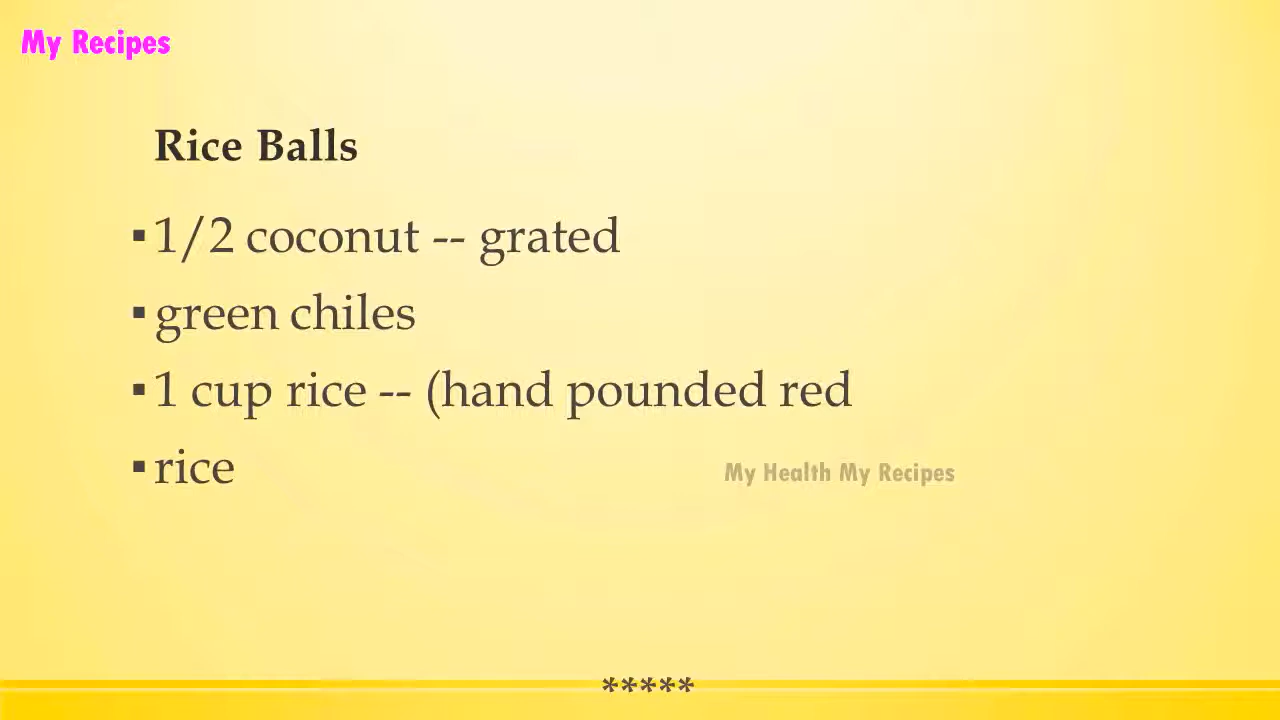 My Recipes
Rice Balls
▪1/2 coconut -- grated
▪green chiles
▪1 cup rice -- (hand pounded red
▪rice
My Health My Recipes
*****